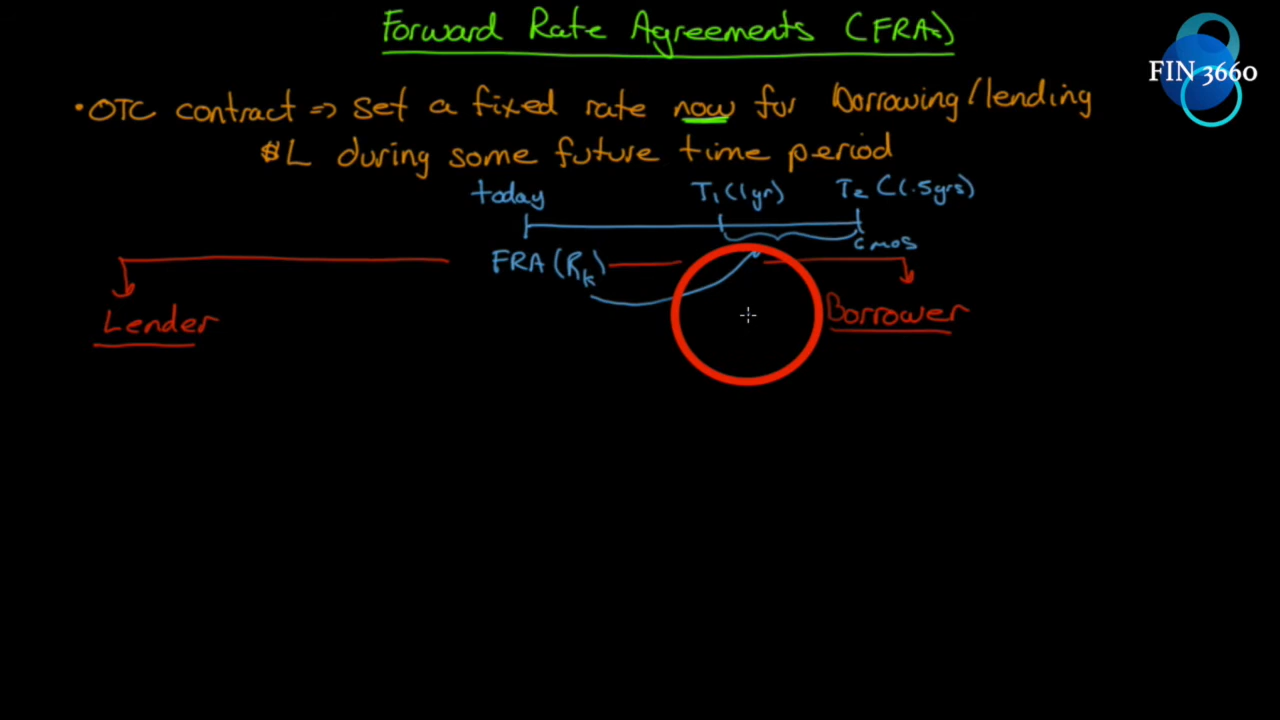 Forward Rate Agreements (FRAs)
FIN 3660
• OTC contract => set a fixed rate now for borrowing/lending
$L during some future time period
today T₁ (1yr) T₂ (1.5yrs)
6 mos
FRA (Rₖ)
Lender Borrower